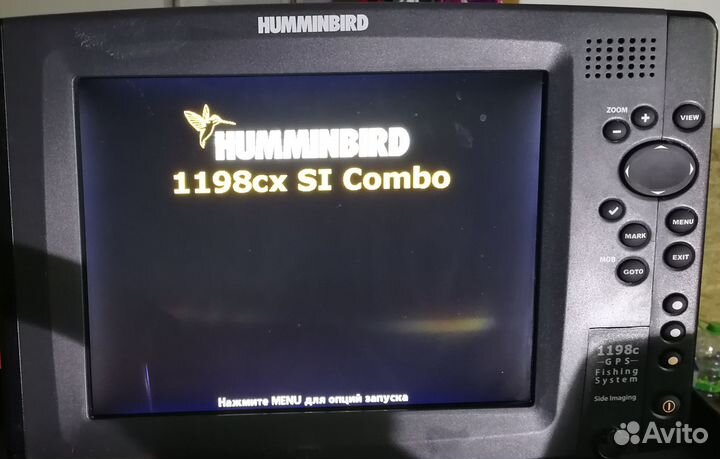 HUMMINBIRD
HUMMINBIRD
1198cx SI Combo
Нажмите MENU для опций запуска
ZOOM
+
-
VIEW
MARK
MENU
MOB
GOTO
EXIT
1198c
GPS
Fishing
System
Side Imaging
Avito